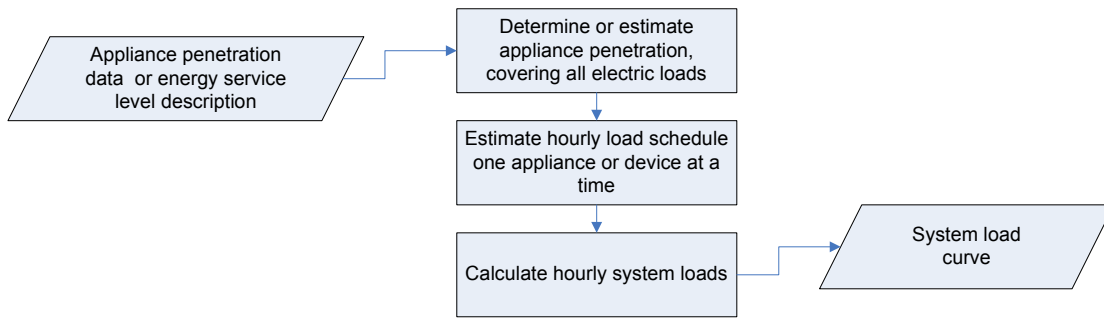 Appliance penetration
data  or energy service
level description
Determine or estimate
appliance penetration,
covering all electric loads
Estimate hourly load schedule
one appliance or device at a
time
Calculate hourly system loads
System load
curve